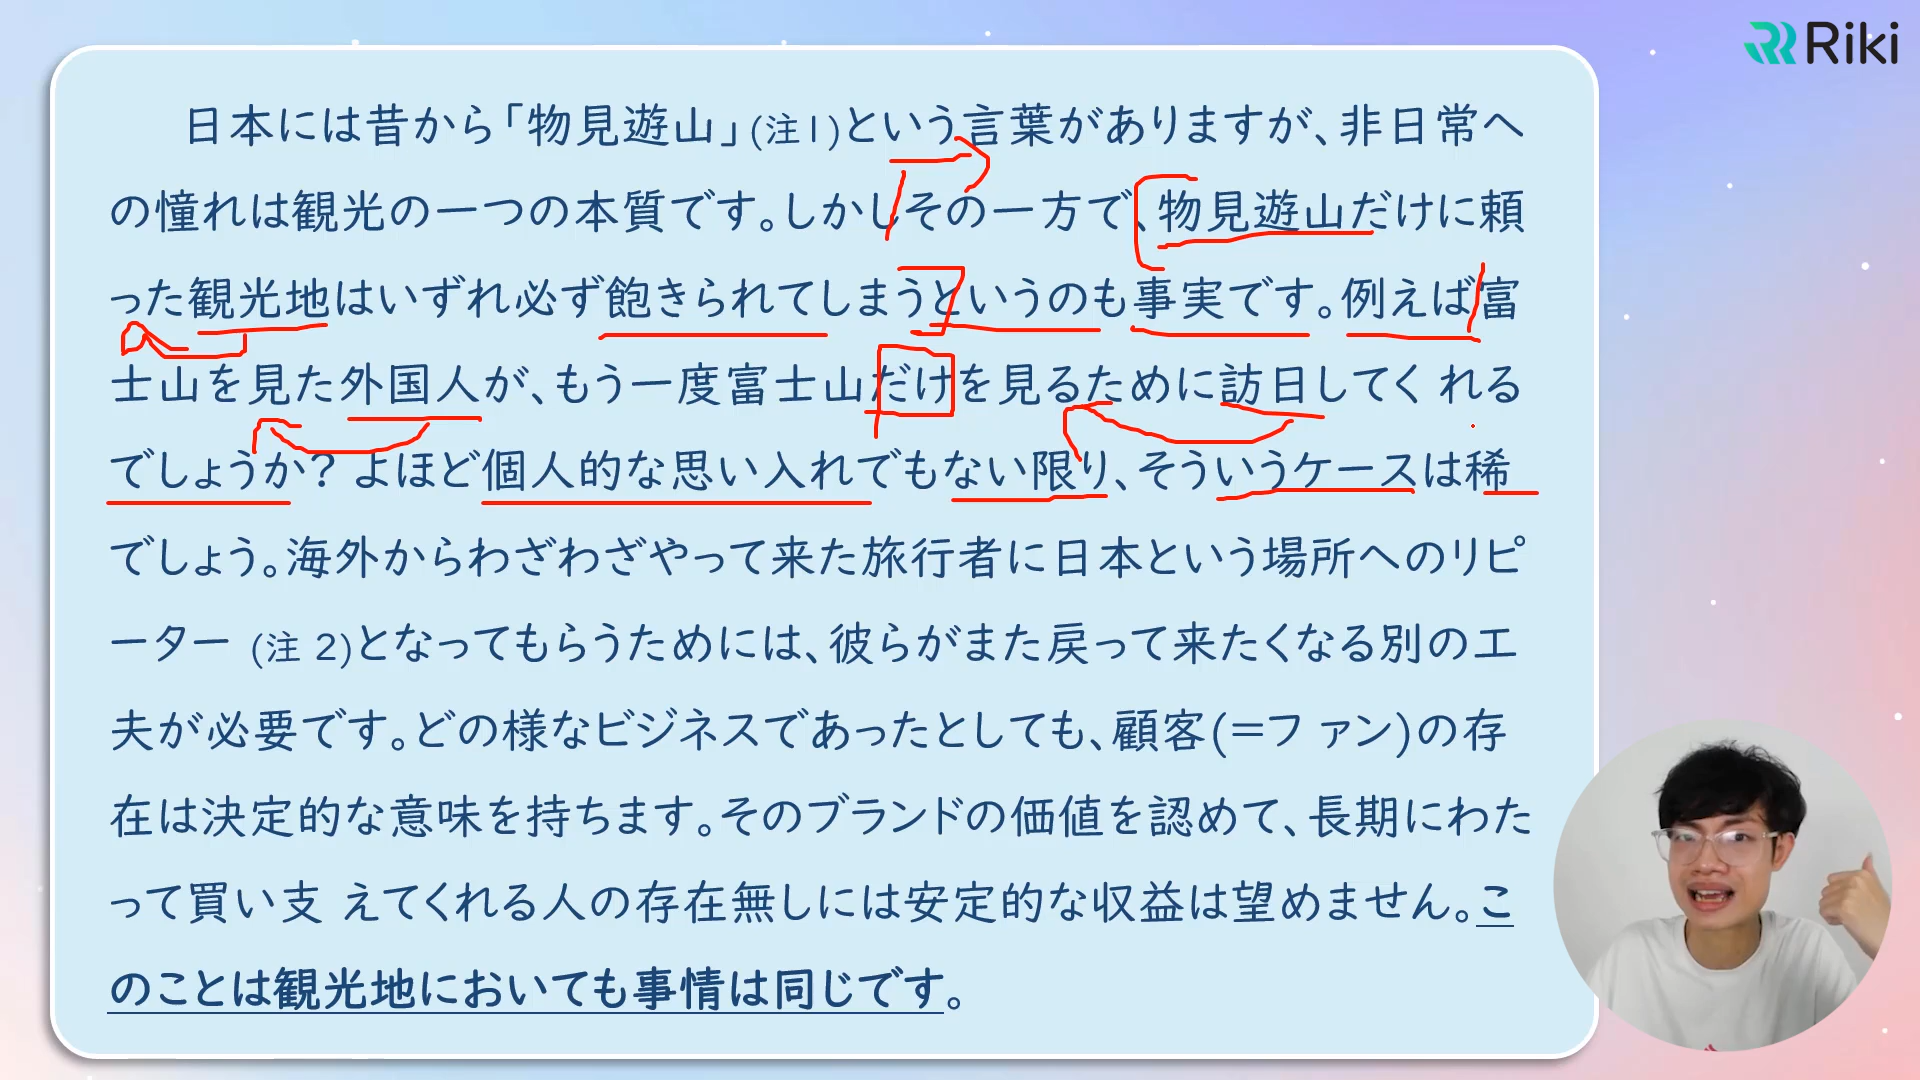 Riki
日本には昔から「物見遊山」(注1)という言葉がありますが、非日常へ
の憧れは観光の一つの本質です。しかしその一方で、物見遊山だけに頼
った観光地はいずれ必ず飽きられてしまうというのも事実です。例えば富
士山を見た外国人が、もう一度富士山だけを見るために訪日してく れる
でしょうか? よほど個人的な思い入れでもない限り、そういうケースは稀
でしょう。海外からわざわざやって来た旅行者に日本という場所へのリピ
ーター (注 2)となってもらうためには、彼らがまた戻って来たくなる別の工
夫が必要です。どの様なビジネスであったとしても、顧客(=フ ァン)の存
在は決定的な意味を持ちます。そのブランドの価値を認めて、長期にわた
って買い支 えてくれる人の存在無しには安定的な収益は望めません。こ
のことは観光地においても事情は同じです。